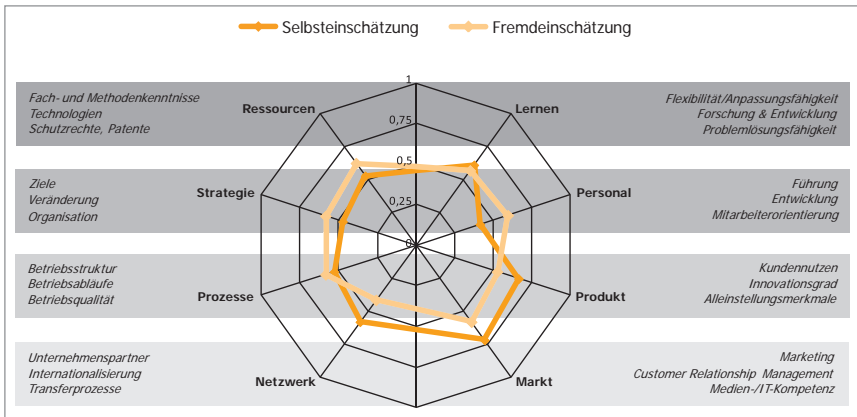 Selbsteinschätzung
Fremdeinschätzung
1
0,75
0,5
0,25
0
Fach- und Methodenkenntnisse
Technologien
Schutzrechte, Patente
Ressourcen
Lernen
Flexibilität/Anpassungsfähigkeit
Forschung & Entwicklung
Problemlösungsfähigkeit
Ziele
Veränderung
Organisation
Strategie
Personal
Führung
Entwicklung
Mitarbeiterorientierung
Betriebsstruktur
Betriebsabläufe
Betriebsqualität
Prozesse
Produkt
Kundennutzen
Innovationsgrad
Alleinstellungsmerkmale
Unternehmenspartner
Internationalisierung
Transferprozesse
Netzwerk
Markt
Marketing
Customer Relationship Management
Medien-/IT-Kompetenz